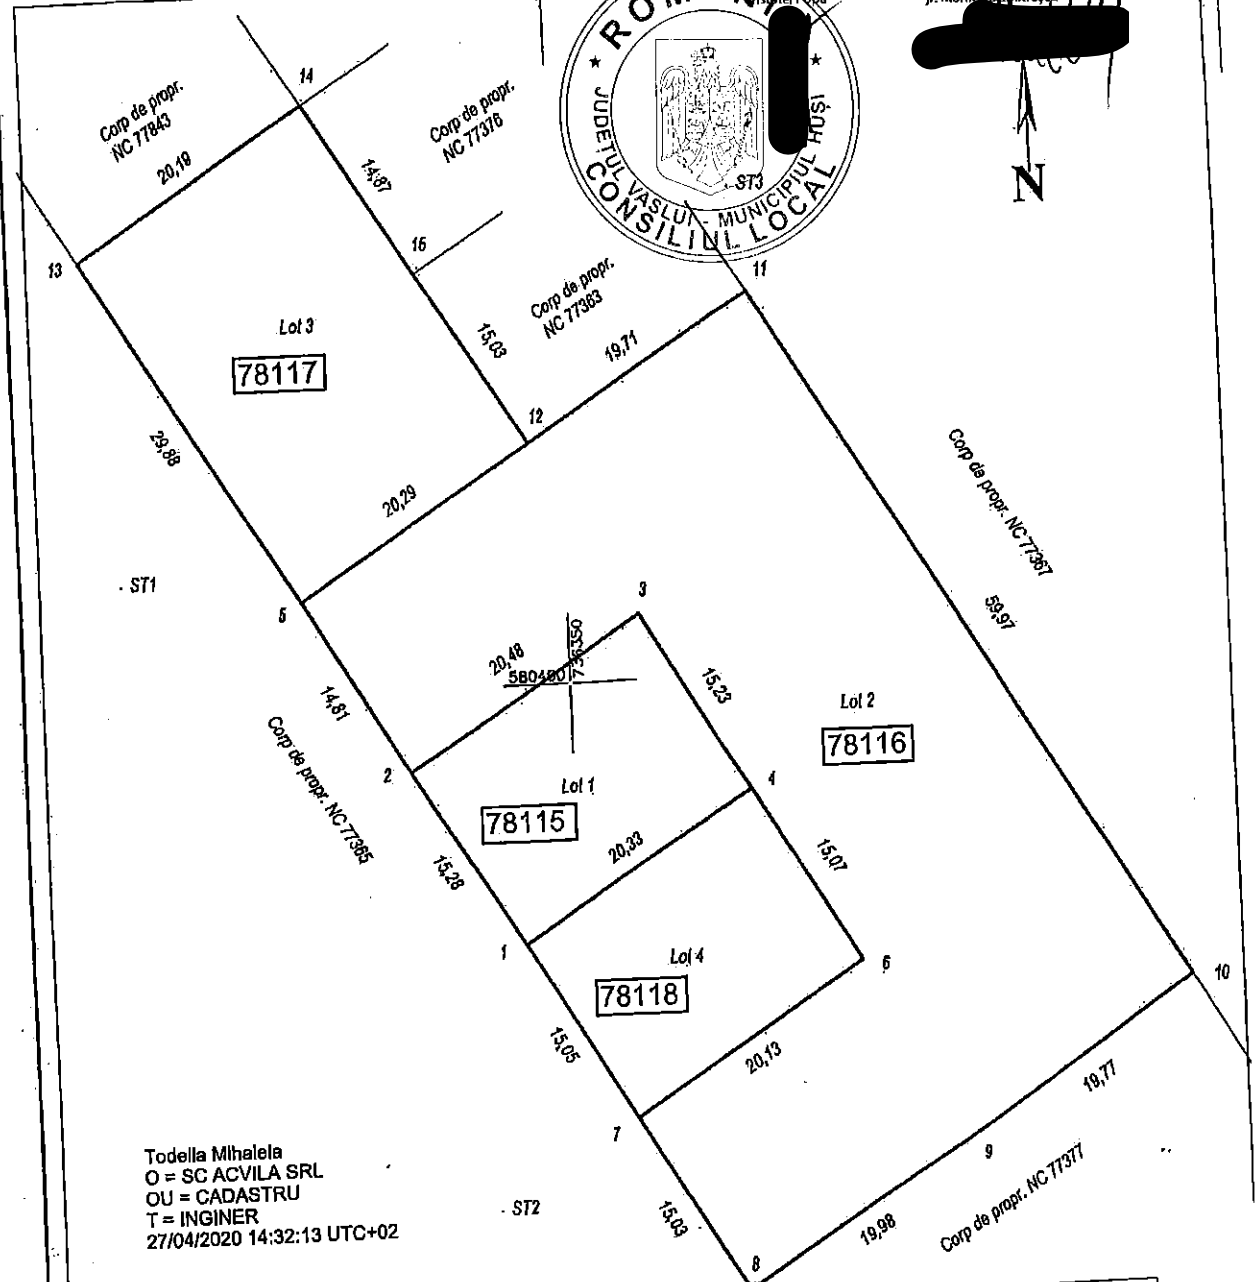 ROMÂNI
JUDEȚUL VASLUI - MUNICIPIUL HUȘI
CONSILIUL LOCAL
ST3
N
14
Corp de propr.
NC 77843
20,19
Corp de propr.
NC 77376
14,87
16
13
11
Corp de propr.
NC 77363
15,03
19,71
Lot 3
78117
12
29,88
20,29
Corp de propr. NC 77367
59,97
ST1
5
3
20,48
580490
736350
15,23
14,81
Lot 2
78116
Corp de propr. NC 77365
2
4
Lot 1
78115
20,33
15,07
15,28
1
6
Lot 4
78118
10
15,05
20,13
19,77
7
9
Corp de propr. NC 77377
ST2
15,03
19,98
8
Todella Mihalela
O = SC ACVILA SRL
OU = CADASTRU
T = INGINER
27/04/2020 14:32:13 UTC+02